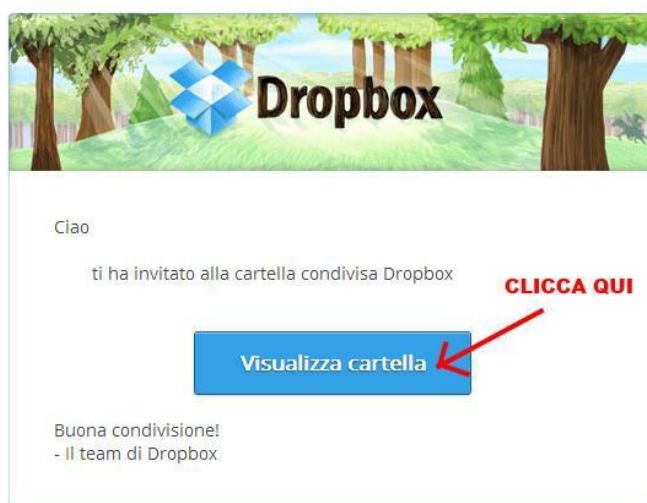 Dropbox
Ciao
ti ha invitato alla cartella condivisa Dropbox
CLICCA QUI
Visualizza cartella
Buona condivisione!
- Il team di Dropbox